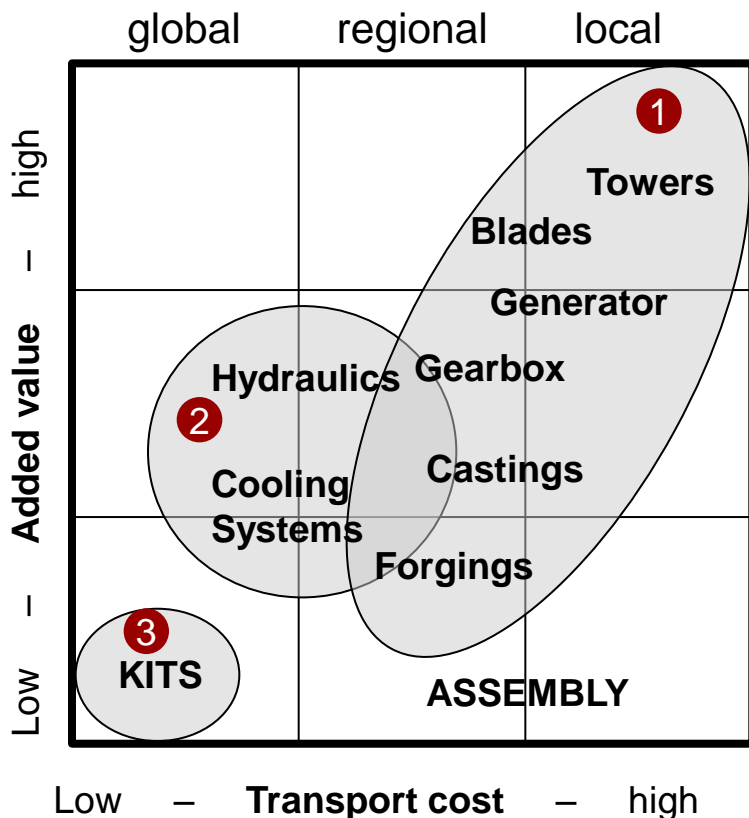 global regional local
1
Towers
Blades
Generator
Gearbox
Hydraulics
2
Castings
Cooling
Systems
Forgings
3
KITS
ASSEMBLY
Low – Added value – high
Low – Transport cost – high